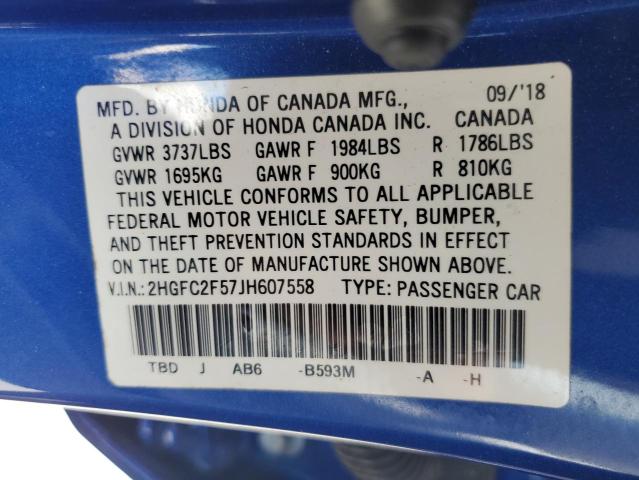 MFD. BY HONDA OF CANADA MFG., 09/'18
A DIVISION OF HONDA CANADA INC. CANADA
GVWR 3737LBS GAWR F 1984LBS R 1786LBS
GVWR 1695KG GAWR F 900KG R 810KG
THIS VEHICLE CONFORMS TO ALL APPLICABLE
FEDERAL MOTOR VEHICLE SAFETY, BUMPER,
AND THEFT PREVENTION STANDARDS IN EFFECT
ON THE DATE OF MANUFACTURE SHOWN ABOVE.
V.I.N.: 2HGFC2F57JH607558 TYPE: PASSENGER CAR
TBD J AB6 -B593M -A -H